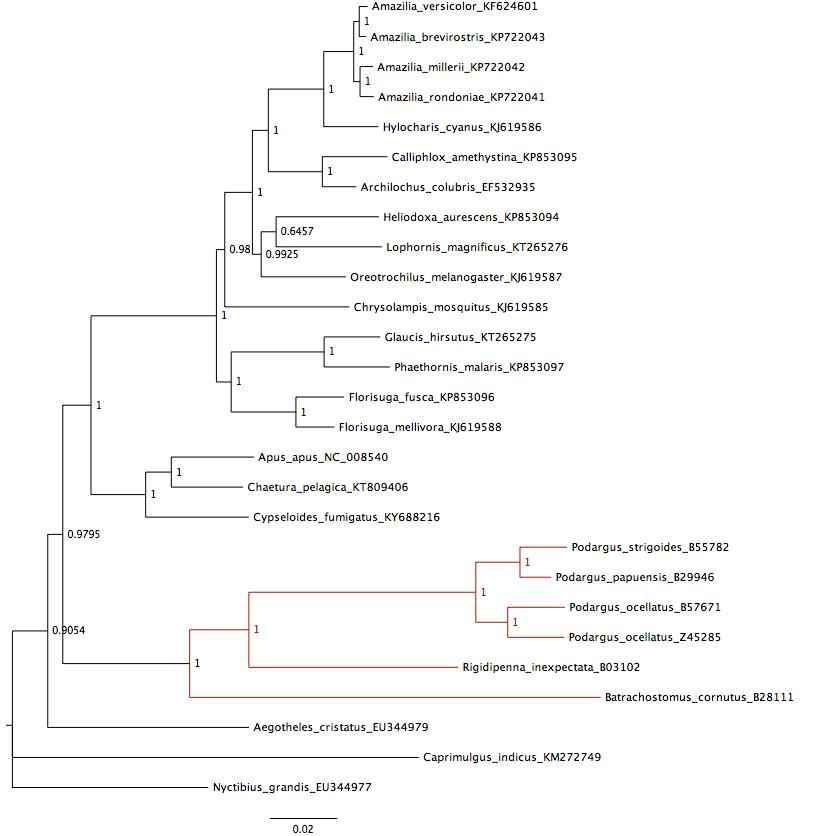 Amazilia_versicolor_KF624601
1
Amazilia_brevirostris_KP722043
1
Amazilia_millerii_KP722042
1
1
Amazilia_rondoniae_KP722041
Hylocharis_cyanus_KJ619586
1
Calliphlox_amethystina_KP853095
1
Archilochus_colubris_EF532935
1
Heliodoxa_aurescens_KP853094
0.6457
Lophornis_magnificus_KT265276
0.98
0.9925
Oreotrochilus_melanogaster_KJ619587
Chrysolampis_mosquitus_KJ619585
1
Glaucis_hirsutus_KT265275
1
Phaethornis_malaris_KP853097
1
Florisuga_fusca_KP853096
1
1
Florisuga_mellivora_KJ619588
Apus_apus_NC_008540
1
Chaetura_pelagica_KT809406
1
Cypseloides_fumigatus_KY688216
0.9795
Podargus_strigoides_B55782
1
Podargus_papuensis_B29946
1
Podargus_ocellatus_B57671
1
0.9054
1
Podargus_ocellatus_Z45285
1
Rigidipenna_inexpectata_B03102
Batrachostomus_cornutus_B28111
Aegotheles_cristatus_EU344979
Caprimulgus_indicus_KM272749
Nyctibius_grandis_EU344977
0.02